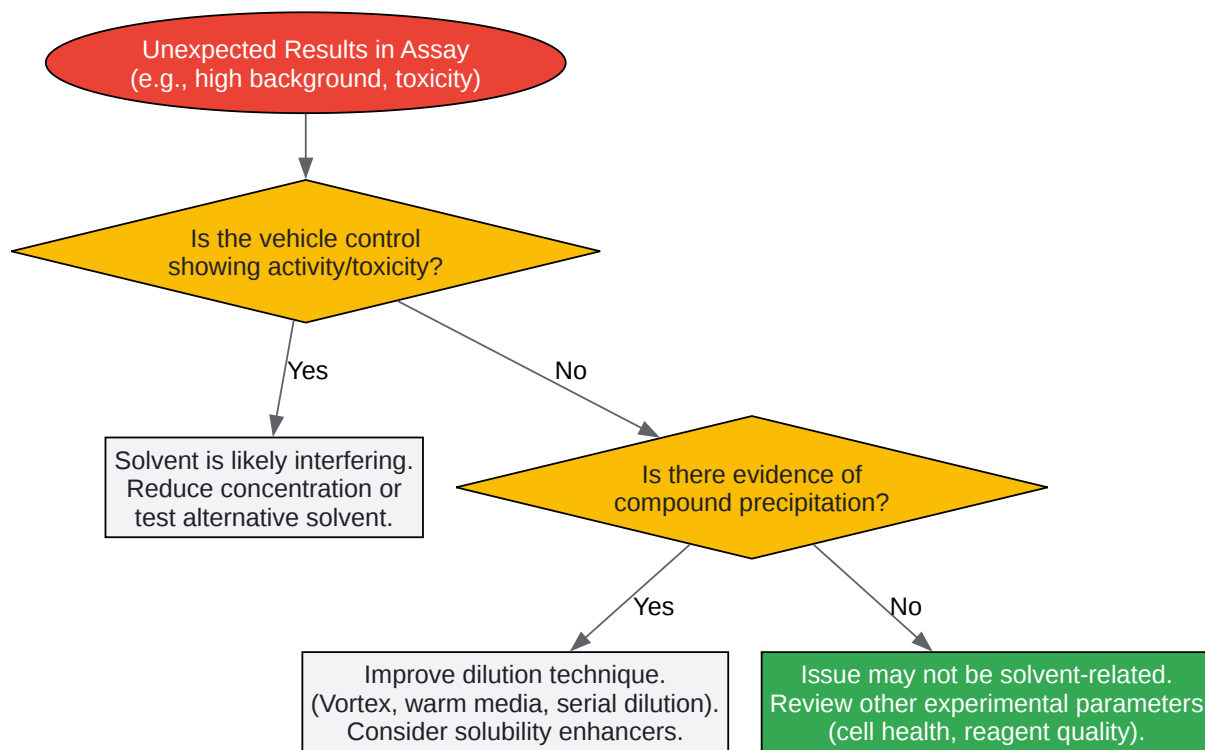 Unexpected Results in Assay
(e.g., high background, toxicity)
Is the vehicle control
showing activity/toxicity?
Yes
No
Solvent is likely interfering.
Reduce concentration or
test alternative solvent.
Is there evidence of
compound precipitation?
Yes
No
Improve dilution technique.
(Vortex, warm media, serial dilution).
Consider solubility enhancers.
Issue may not be solvent-related.
Review other experimental parameters
(cell health, reagent quality).